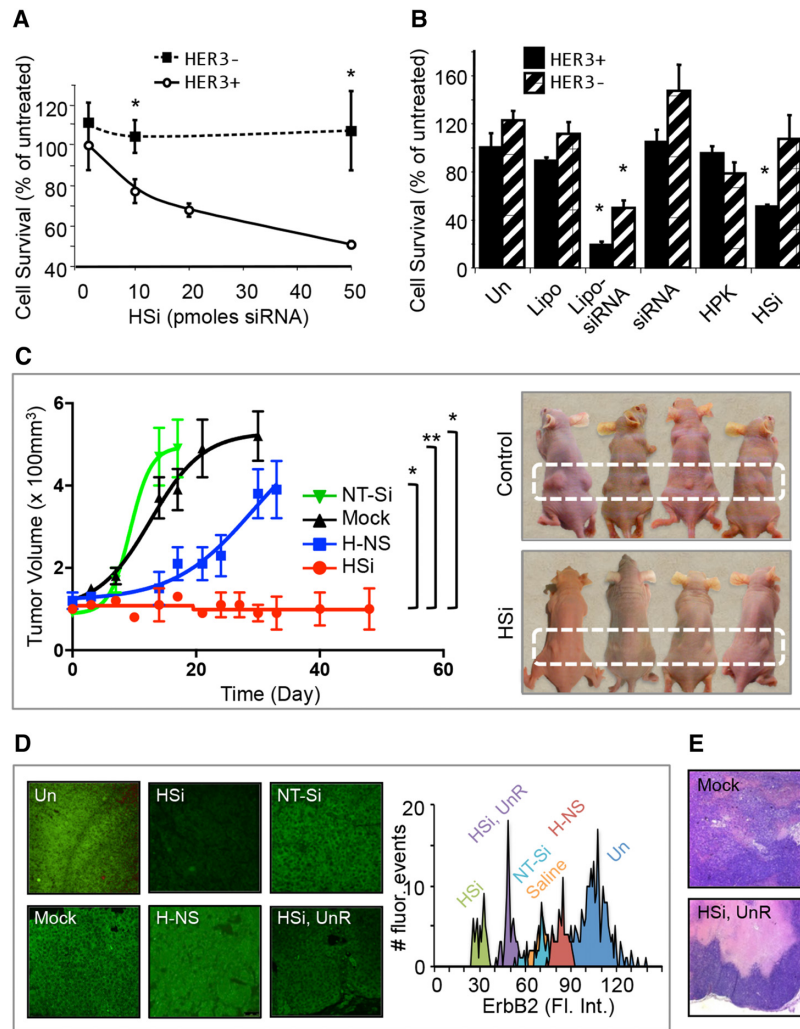 A
HER3-
HER3+
*
*
Cell Survival (% of untreated)
120
100
80
60
40
0
10
20
30
40
50
HSi (pmoles siRNA)
B
HER3+
HER3-
*
*
*
Cell Survival (% of untreated)
160
120
80
40
0
Un
Lipo
Lipo-
siRNA
siRNA
HPK
HSi
C
Tumor Volume (x 100mm³)
6
4
2
0
0
20
40
60
Time (Day)
NT-Si
Mock
H-NS
HSi
*
**
*
Control
HSi
D
Un
HSi
NT-Si
Mock
H-NS
HSi, UnR
# fluor. events
20
10
0
HSi
HSi, UnR
NT-Si
Saline
H-NS
Un
0
30
60
90
120
ErbB2 (Fl. Int.)
E
Mock
HSi, UnR